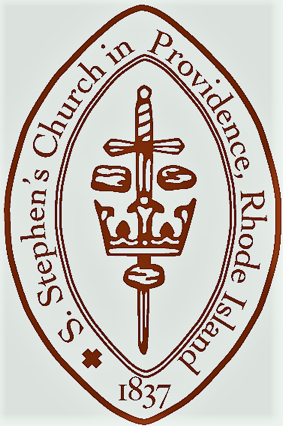 S. Stephen's Church in Providence, Rhode Island
1837